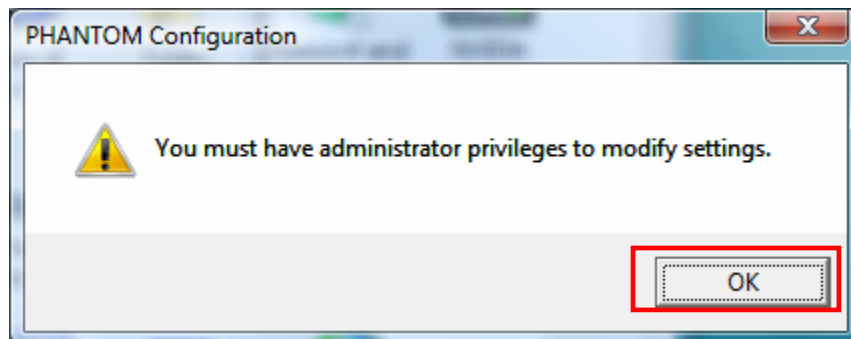 PHANTOM Configuration
You must have administrator privileges to modify settings.
OK